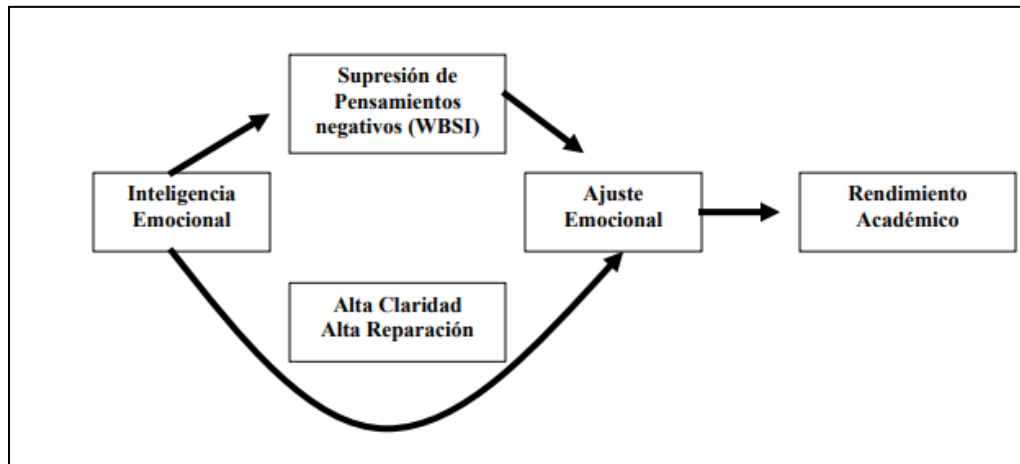 Supresión de
Pensamientos
negativos (WBSI)
Inteligencia
Emocional
Ajuste
Emocional
Rendimiento
Académico
Alta Claridad
Alta Reparación